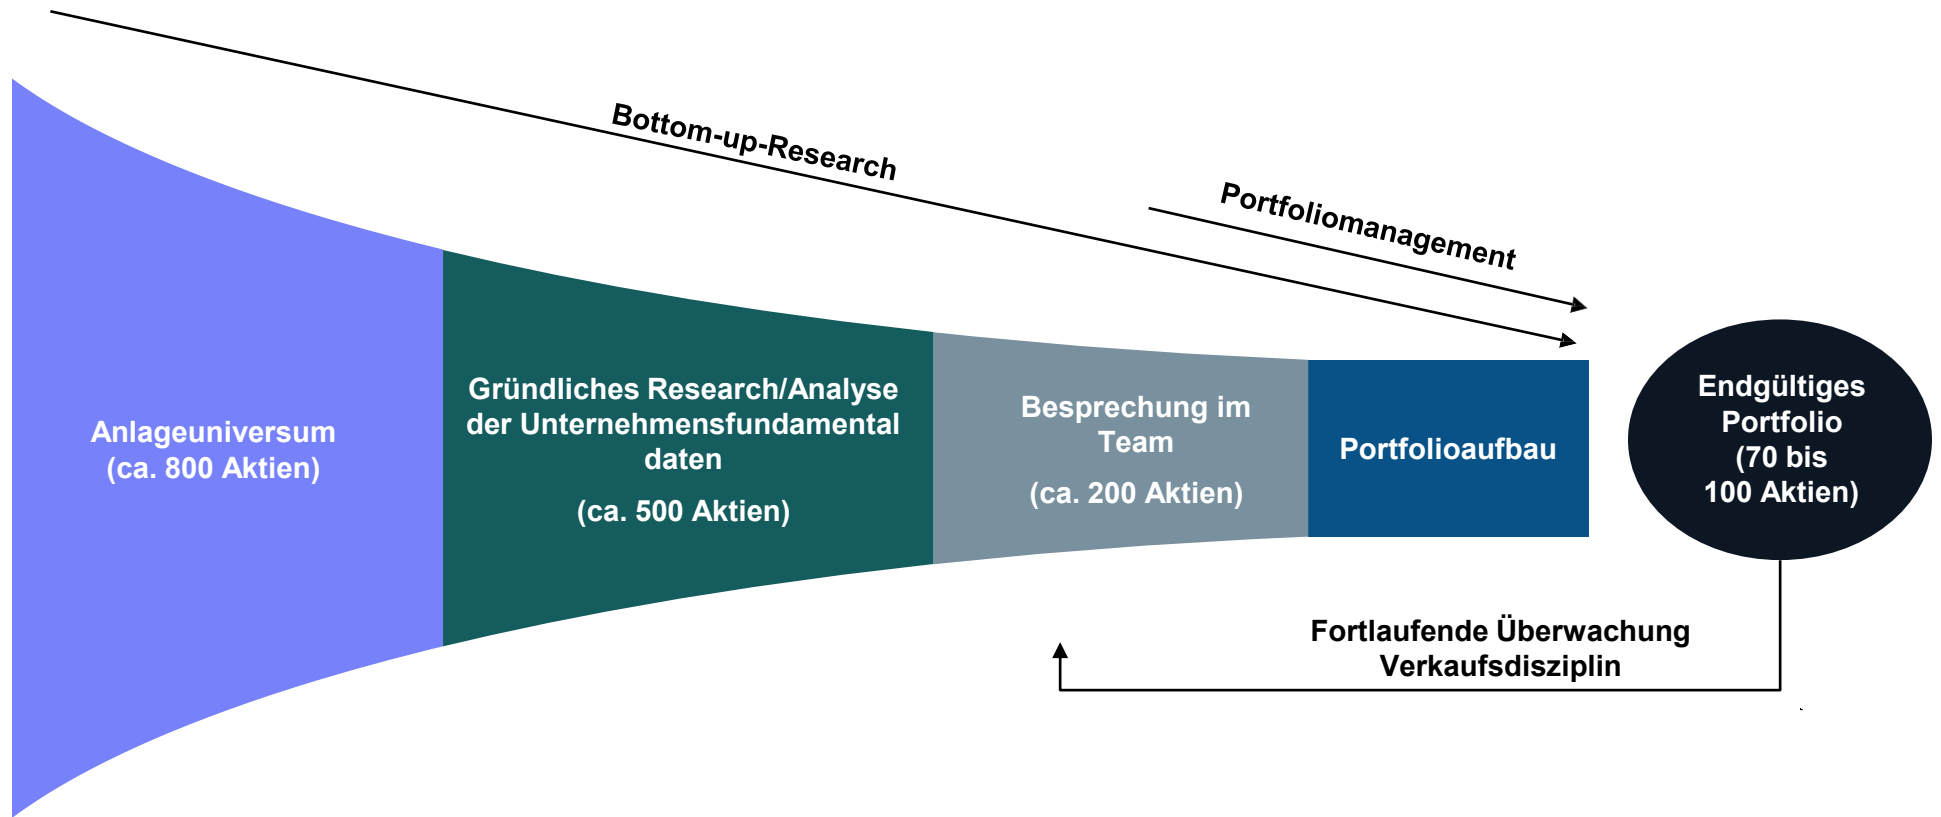 Bottom-up-Research
Portfoliomanagement
Anlageuniversum
(ca. 800 Aktien)
Gründliches Research/Analyse
der Unternehmensfundamental
daten
(ca. 500 Aktien)
Besprechung im
Team
(ca. 200 Aktien)
Portfolioaufbau
Endgültiges
Portfolio
(70 bis
100 Aktien)
Fortlaufende Überwachung
Verkaufsdisziplin